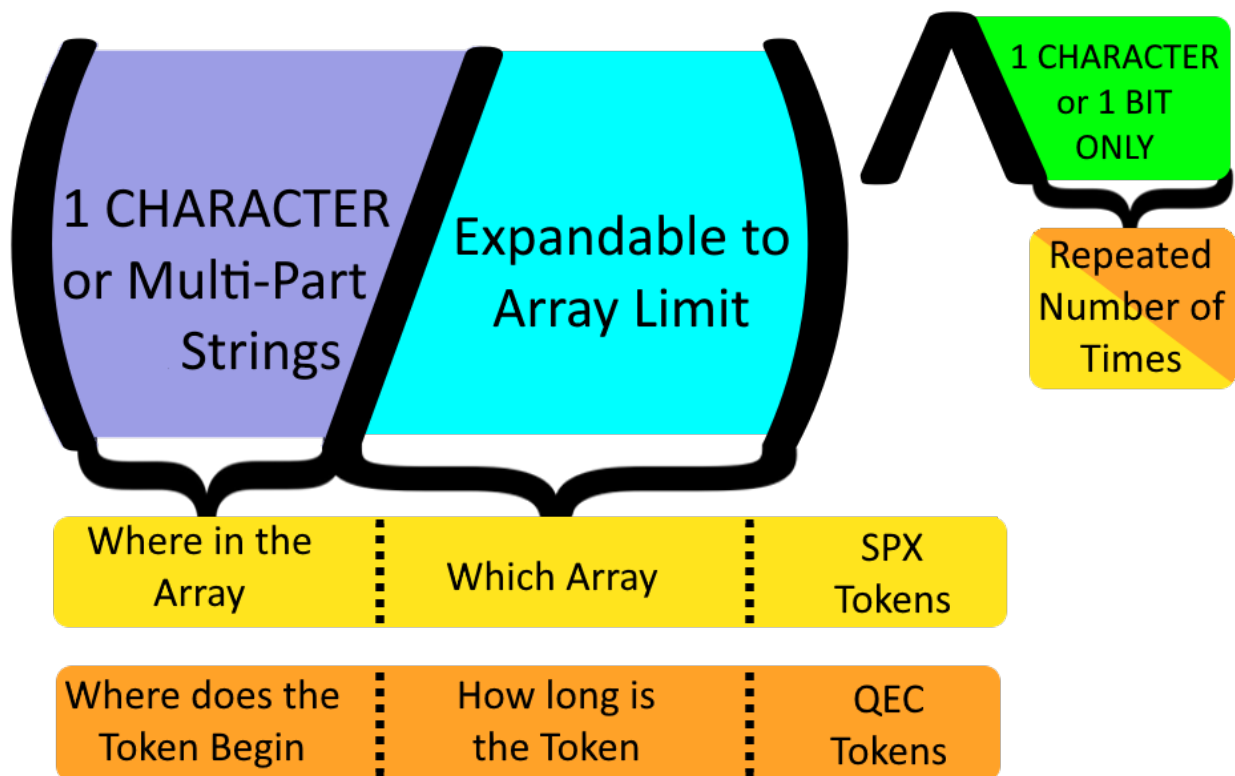 1 CHARACTER
or Multi-Part
Strings
Expandable to
Array Limit
1 CHARACTER
or 1 BIT
ONLY
Repeated
Number of
Times
Where in the
Array
Which Array
SPX
Tokens
Where does the
Token Begin
How long is
the Token
QEC
Tokens